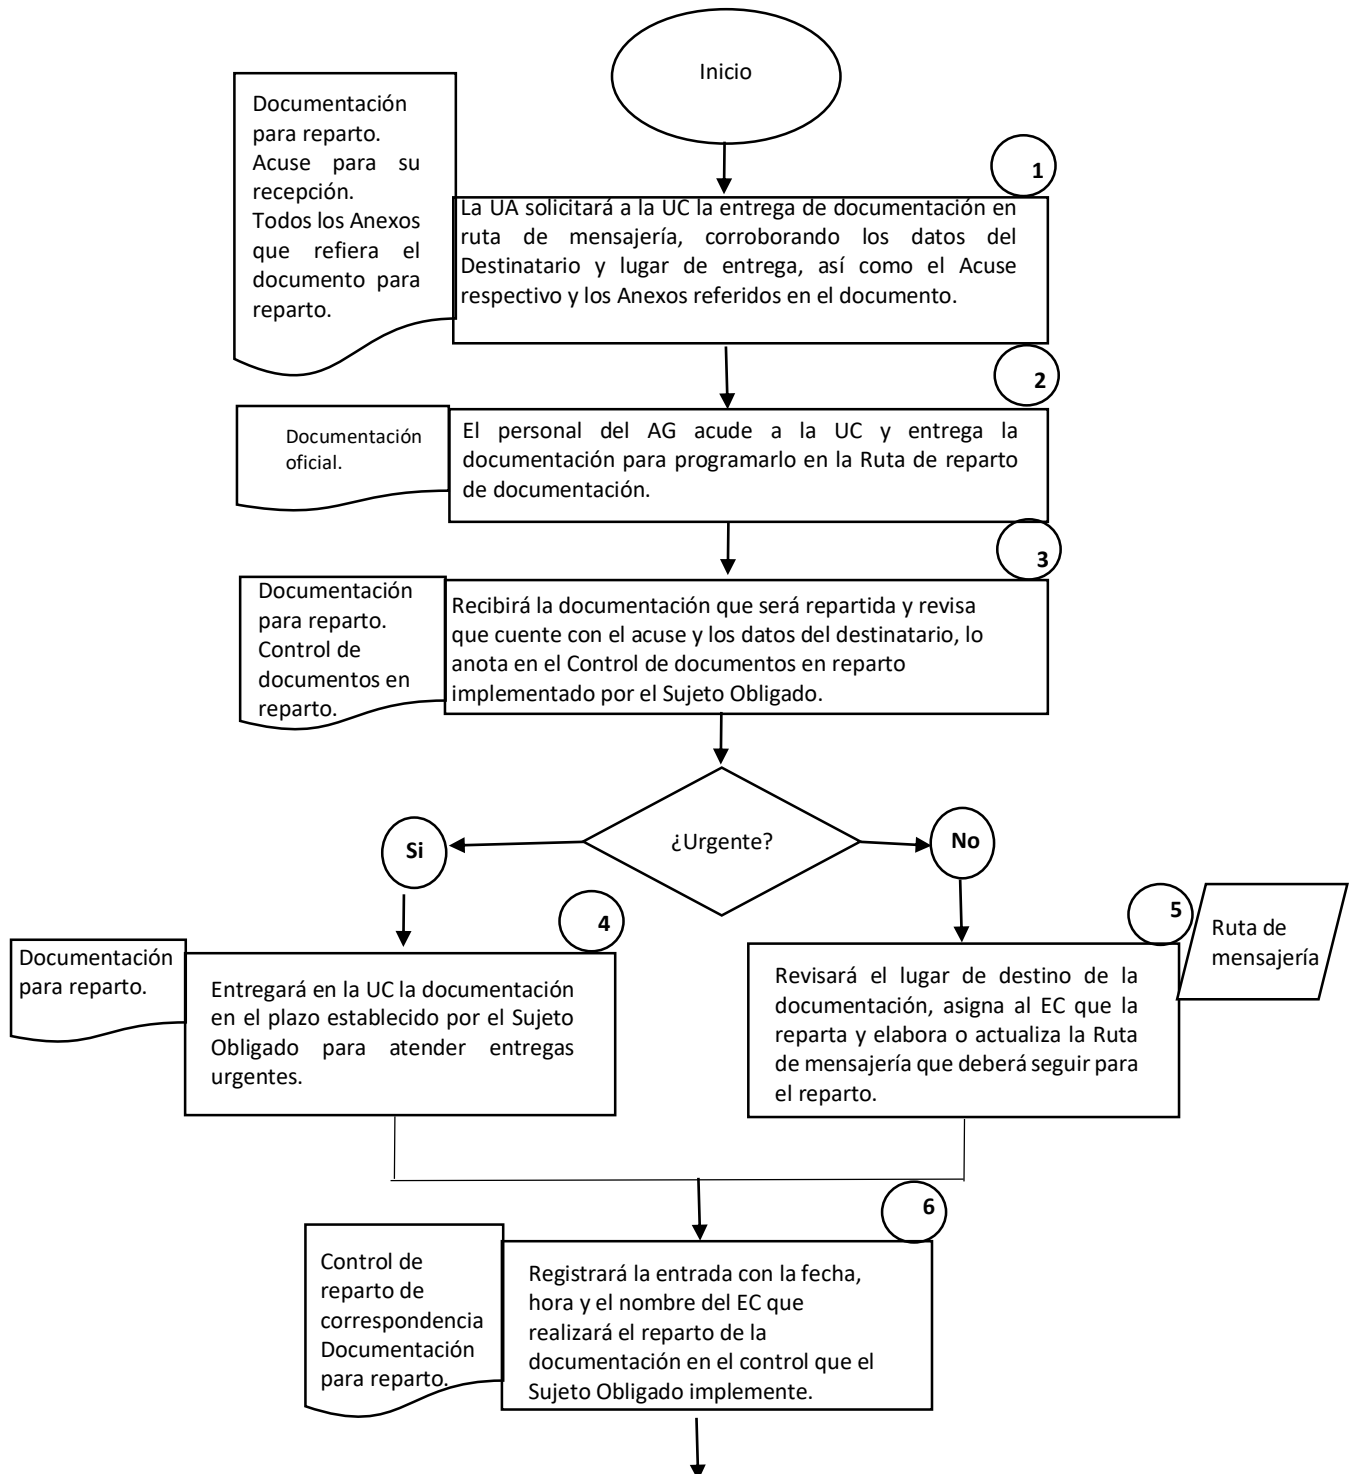 Inicio
Documentación
para reparto.
Acuse para su
recepción.
Todos los Anexos
que refiera el
documento para
reparto.
1
La UA solicitará a la UC la entrega de documentación en
ruta de mensajería, corroborando los datos del
Destinatario y lugar de entrega, así como el Acuse
respectivo y los Anexos referidos en el documento.
2
Documentación
oficial.
El personal del AG acude a la UC y entrega la
documentación para programarlo en la Ruta de reparto
de documentación.
3
Documentación
para reparto.
Control de
documentos en
reparto.
Recibirá la documentación que será repartida y revisa
que cuente con el acuse y los datos del destinatario, lo
anota en el Control de documentos en reparto
implementado por el Sujeto Obligado.
¿Urgente?
Si
No
4
Documentación
para reparto.
Entregará en la UC la documentación
en el plazo establecido por el Sujeto
Obligado para atender entregas
urgentes.
5
Ruta de
mensajería
Revisará el lugar de destino de la
documentación, asigna al EC que la
reparta y elabora o actualiza la Ruta
de mensajería que deberá seguir para
el reparto.
6
Control de
reparto de
correspondencia
Documentación
para reparto.
Registrará la entrada con la fecha,
hora y el nombre del EC que
realizará el reparto de la
documentación en el control que el
Sujeto Obligado implemente.